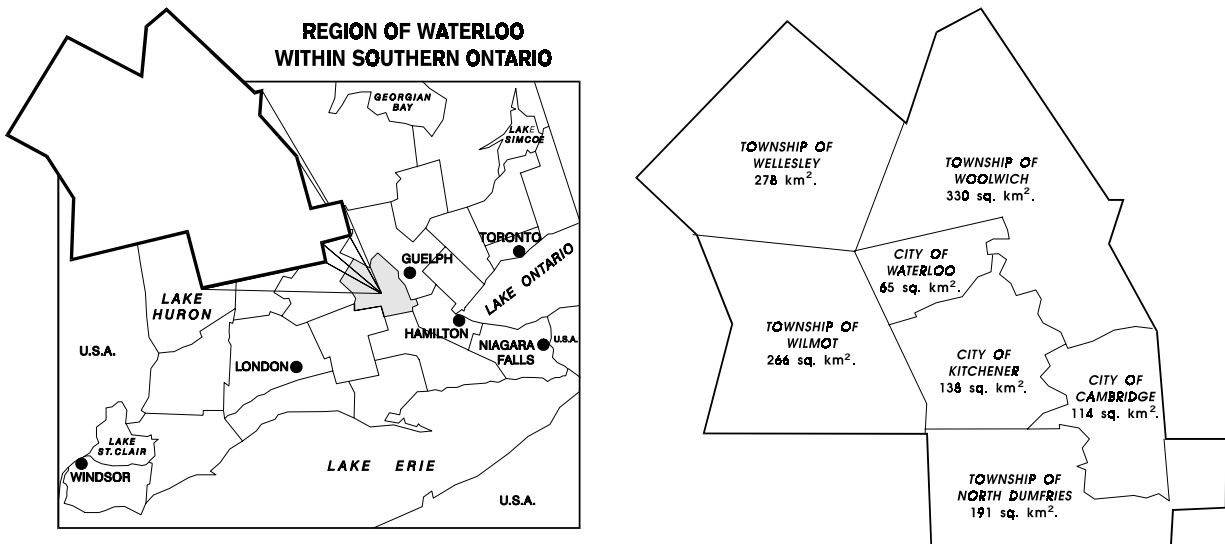 REGION OF WATERLOO
WITHIN SOUTHERN ONTARIO
GEORGIAN
BAY
LAKE
SIMCOE
TORONTO
GUELPH
LAKE ONTARIO
LAKE
HURON
HAMILTON
NIAGARA
FALLS
U.S.A.
U.S.A.
LONDON
LAKE
ST.CLAIR
WINDSOR
LAKE ERIE
U.S.A.
TOWNSHIP OF
WELLESLEY
278 km².
TOWNSHIP OF
WOOLWICH
330 sq. km².
CITY OF
WATERLOO
65 sq. km².
TOWNSHIP OF
WILMOT
266 sq. km².
CITY OF
KITCHENER
138 sq. km².
CITY OF
CAMBRIDGE
114 sq. km².
TOWNSHIP OF
NORTH DUMFRIES
191 sq. km².